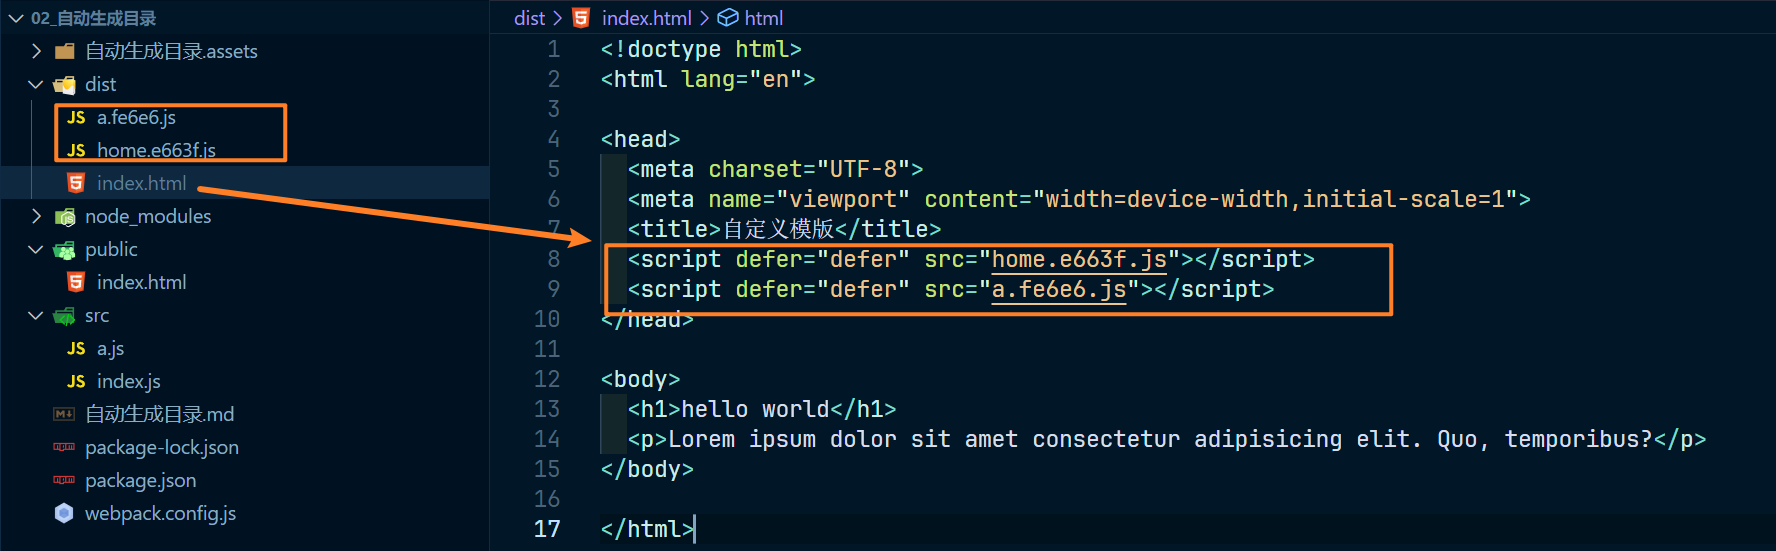 02_自动生成目录
自动生成目录.assets
dist
JS a.fe6e6.js
JS home.e663f.js
index.html
node_modules
public
index.html
src
JS a.js
JS index.js
自动生成目录.md
package-lock.json
package.json
webpack.config.js
dist > index.html > html
1 <!doctype html>
2 <html lang="en">
3
4 <head>
5 <meta charset="UTF-8">
6 <meta name="viewport" content="width=device-width,initial-scale=1">
7 <title>自定义模版</title>
8 <script defer="defer" src="home.e663f.js"></script>
9 <script defer="defer" src="a.fe6e6.js"></script>
10 </head>
11
12 <body>
13 <h1>hello world</h1>
14 <p>Lorem ipsum dolor sit amet consectetur adipisicing elit. Quo, temporibus?</p>
15 </body>
16
17 </html>